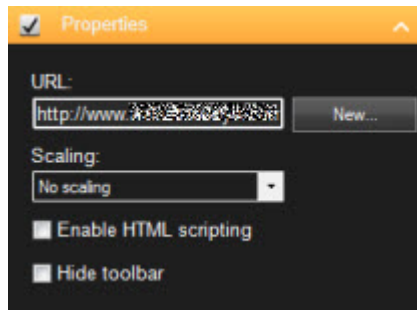 Properties
URL:
http://www.
New...
Scaling:
No scaling
Enable HTML scripting
Hide toolbar